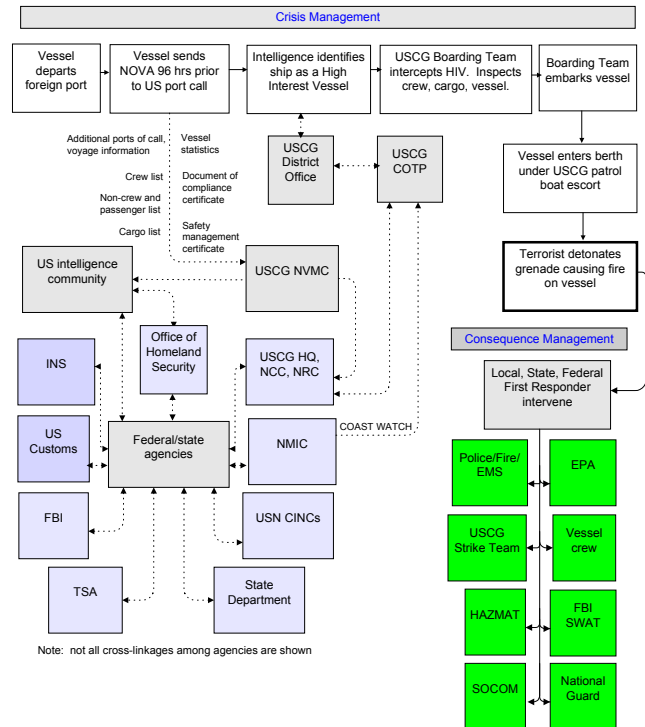 Crisis Management
Vessel
departs
foreign port
Vessel sends
NOVA 96 hrs prior
to US port call
Intelligence identifies
ship as a High
Interest Vessel
USCG Boarding Team
intercepts HIV.  Inspects
crew, cargo, vessel.
Boarding Team
embarks vessel
Additional ports of call,
voyage information
Vessel
statistics
Crew list
Document of
compliance
certificate
Non-crew and
passenger list
Cargo list
Safety
management
certificate
USCG
District
Office
USCG
COTP
Vessel enters berth
under USCG patrol
boat escort
US intelligence
community
USCG NVMC
Terrorist detonates
grenade causing fire
on vessel
Office of
Homeland
Security
USCG HQ,
NCC, NRC
INS
Consequence Management
Local, State, Federal
First Responder
intervene
US
Customs
Federal/state
agencies
NMIC
COAST WATCH
FBI
USN CINCs
TSA
State
Department
Police/Fire/
EMS
EPA
USCG
Strike Team
Vessel
crew
HAZMAT
FBI
SWAT
SOCOM
National
Guard
Note:  not all cross-linkages among agencies are shown